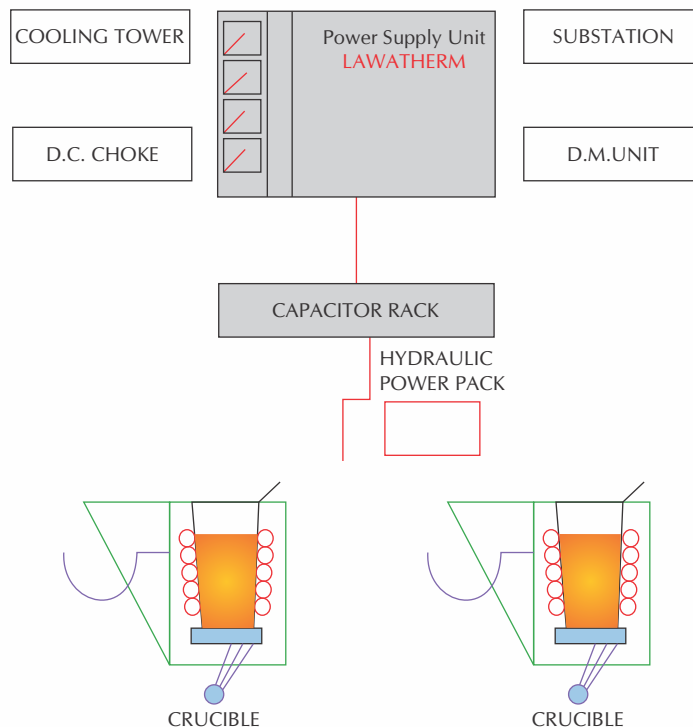 COOLING TOWER
Power Supply Unit
LAWATHERM
SUBSTATION
D.C. CHOKE
D.M.UNIT
CAPACITOR RACK
HYDRAULIC
POWER PACK
CRUCIBLE
CRUCIBLE